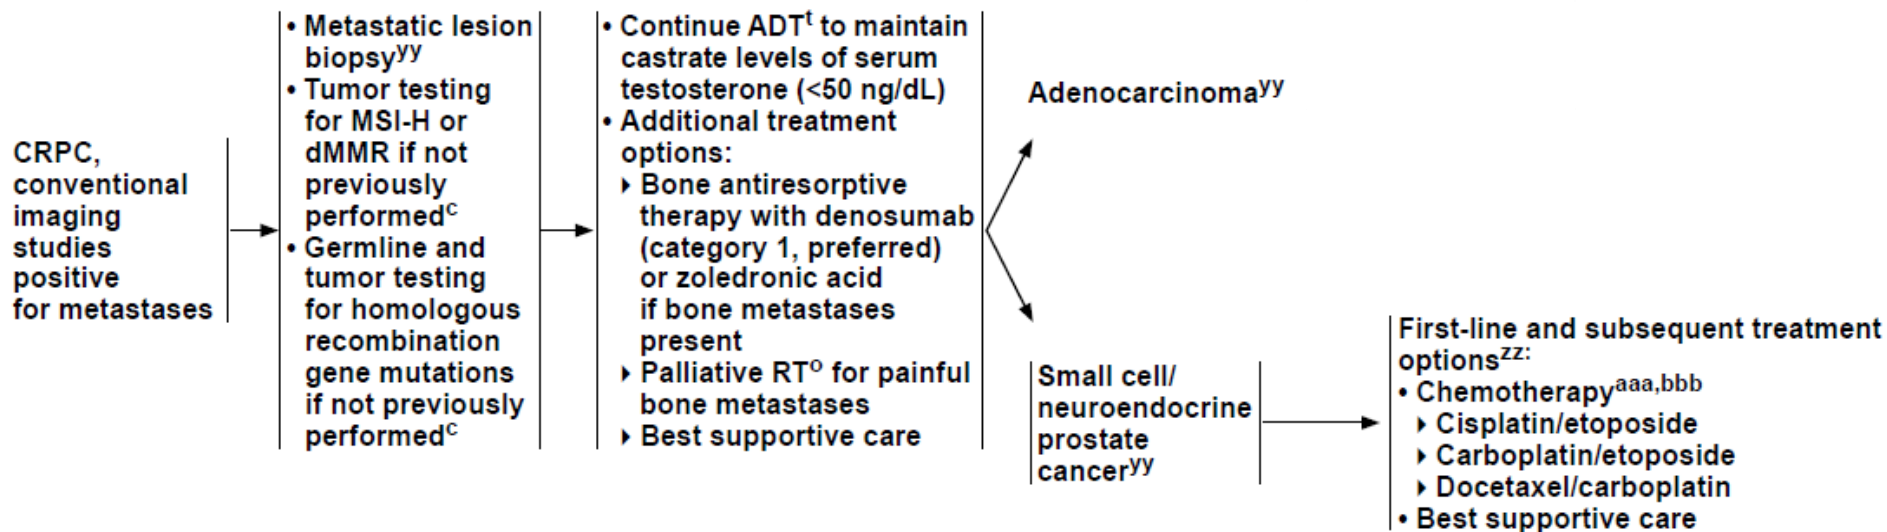 CRPC,
conventional
imaging
studies
positive
for metastases
• Metastatic lesion
biopsyyy
• Tumor testing
for MSI-H or
dMMR if not
previously
performedc
• Germline and
tumor testing
for homologous
recombination
gene mutations
if not previously
performedc
• Continue ADTt to maintain
castrate levels of serum
testosterone (<50 ng/dL)
• Additional treatment
options:
▸ Bone antiresorptive
therapy with denosumab
(category 1, preferred)
or zoledronic acid
if bone metastases
present
▸ Palliative RTo for painful
bone metastases
▸ Best supportive care
Adenocarcinomayy
Small cell/
neuroendocrine
prostate
canceryy
First-line and subsequent treatment
optionszz:
• Chemotherapyaaa,bbb
▸ Cisplatin/etoposide
▸ Carboplatin/etoposide
▸ Docetaxel/carboplatin
• Best supportive care